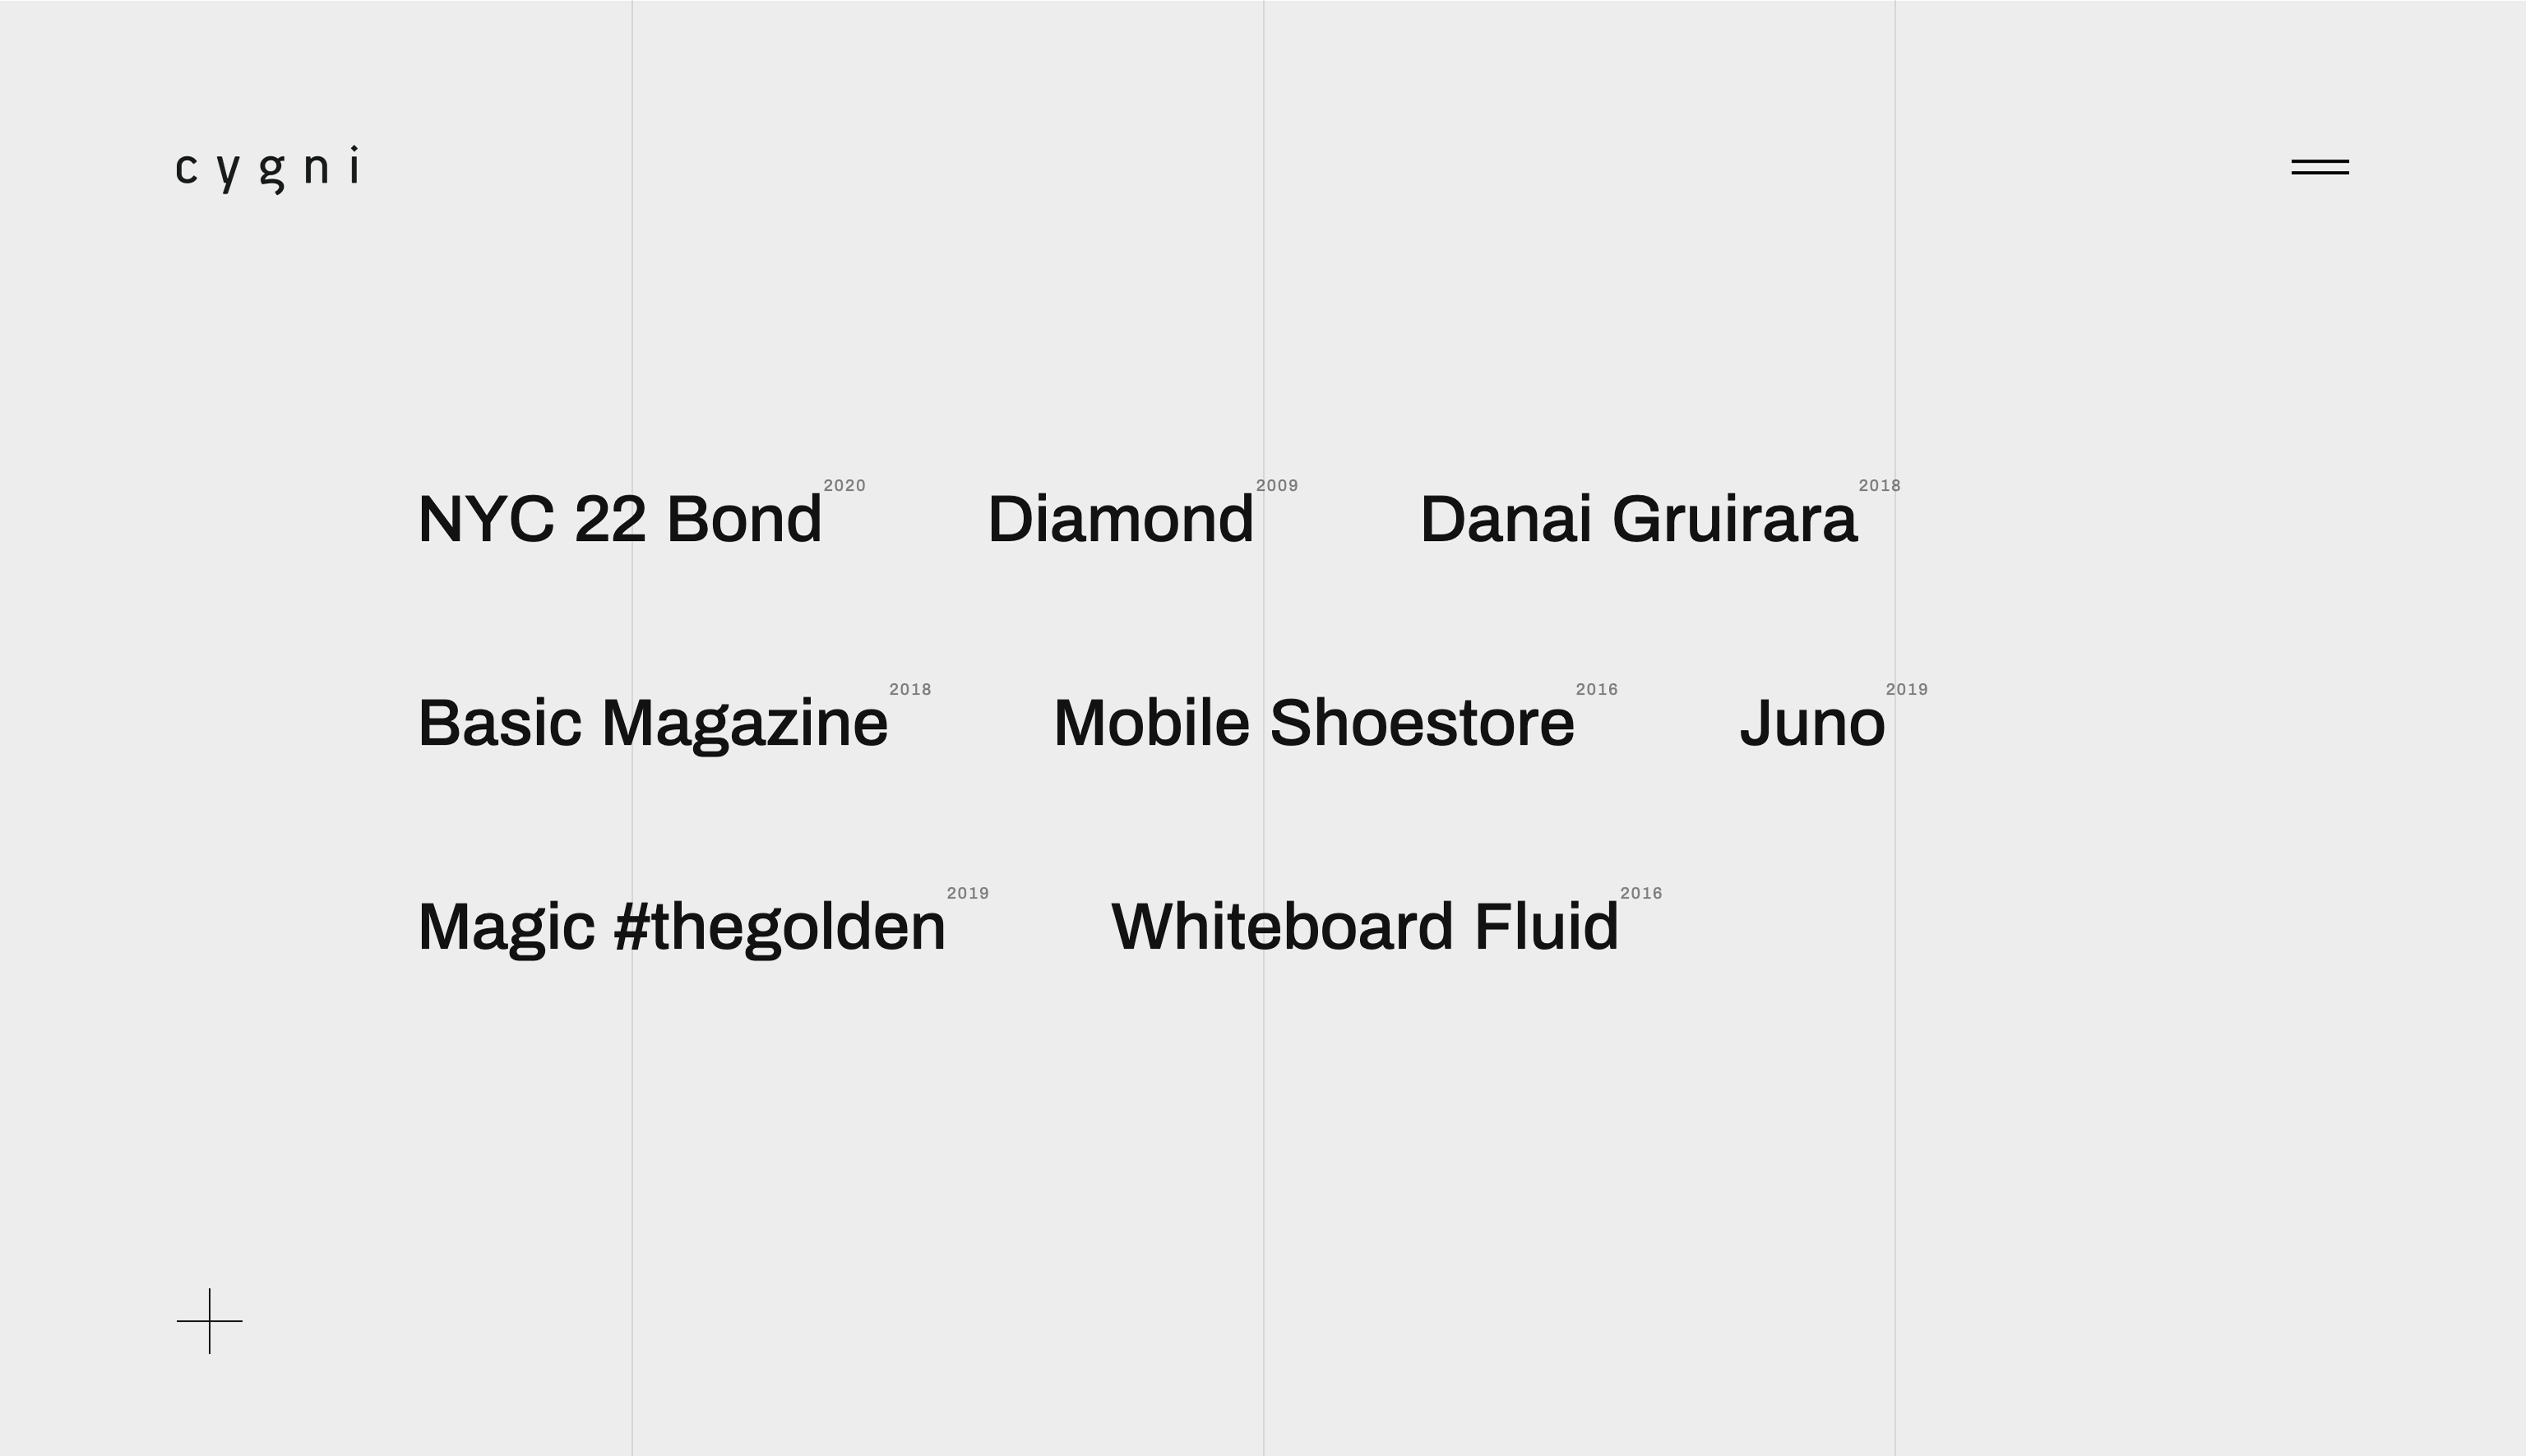 cygni
NYC 22 Bond 2020 Diamond 2009 Danai Gruirara 2018
Basic Magazine 2018 Mobile Shoestore 2016 Juno 2019
Magic #thegolden 2019 Whiteboard Fluid 2016